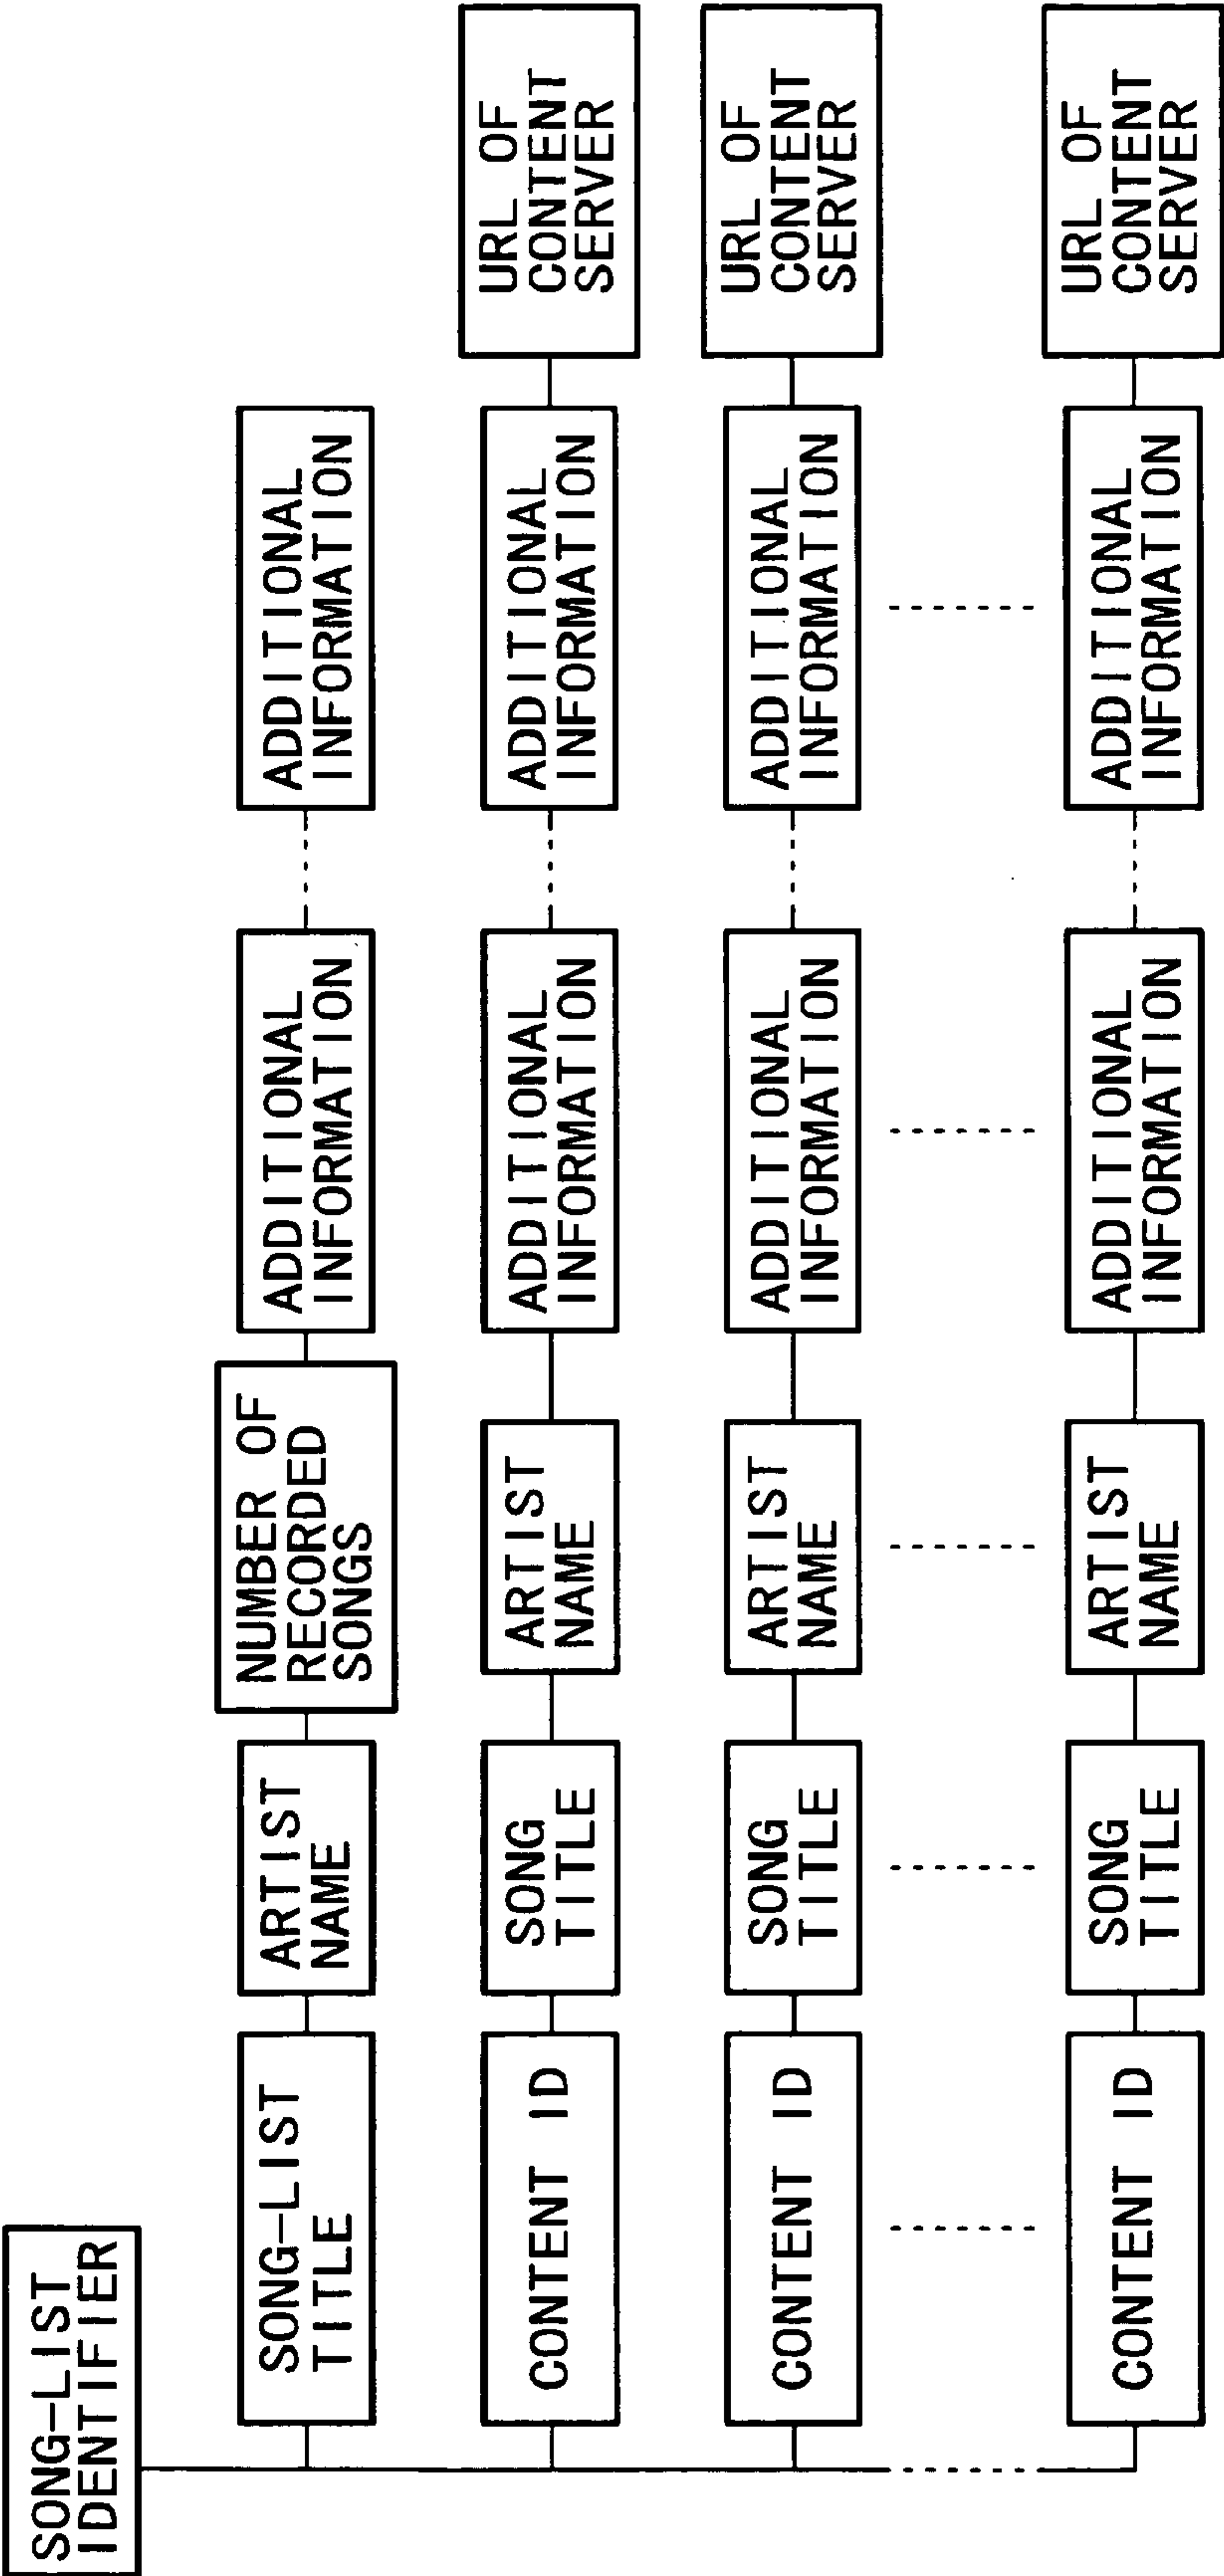 SONG-LIST
IDENTIFIER
SONG-LIST
TITLE
ARTIST
NAME
NUMBER OF
RECORDED
SONGS
ADDITIONAL
INFORMATION
ADDITIONAL
INFORMATION
CONTENT ID
SONG
TITLE
ARTIST
NAME
ADDITIONAL
INFORMATION
ADDITIONAL
INFORMATION
URL OF
CONTENT
SERVER
CONTENT ID
SONG
TITLE
ARTIST
NAME
ADDITIONAL
INFORMATION
ADDITIONAL
INFORMATION
URL OF
CONTENT
SERVER
CONTENT ID
SONG
TITLE
ARTIST
NAME
ADDITIONAL
INFORMATION
ADDITIONAL
INFORMATION
URL OF
CONTENT
SERVER